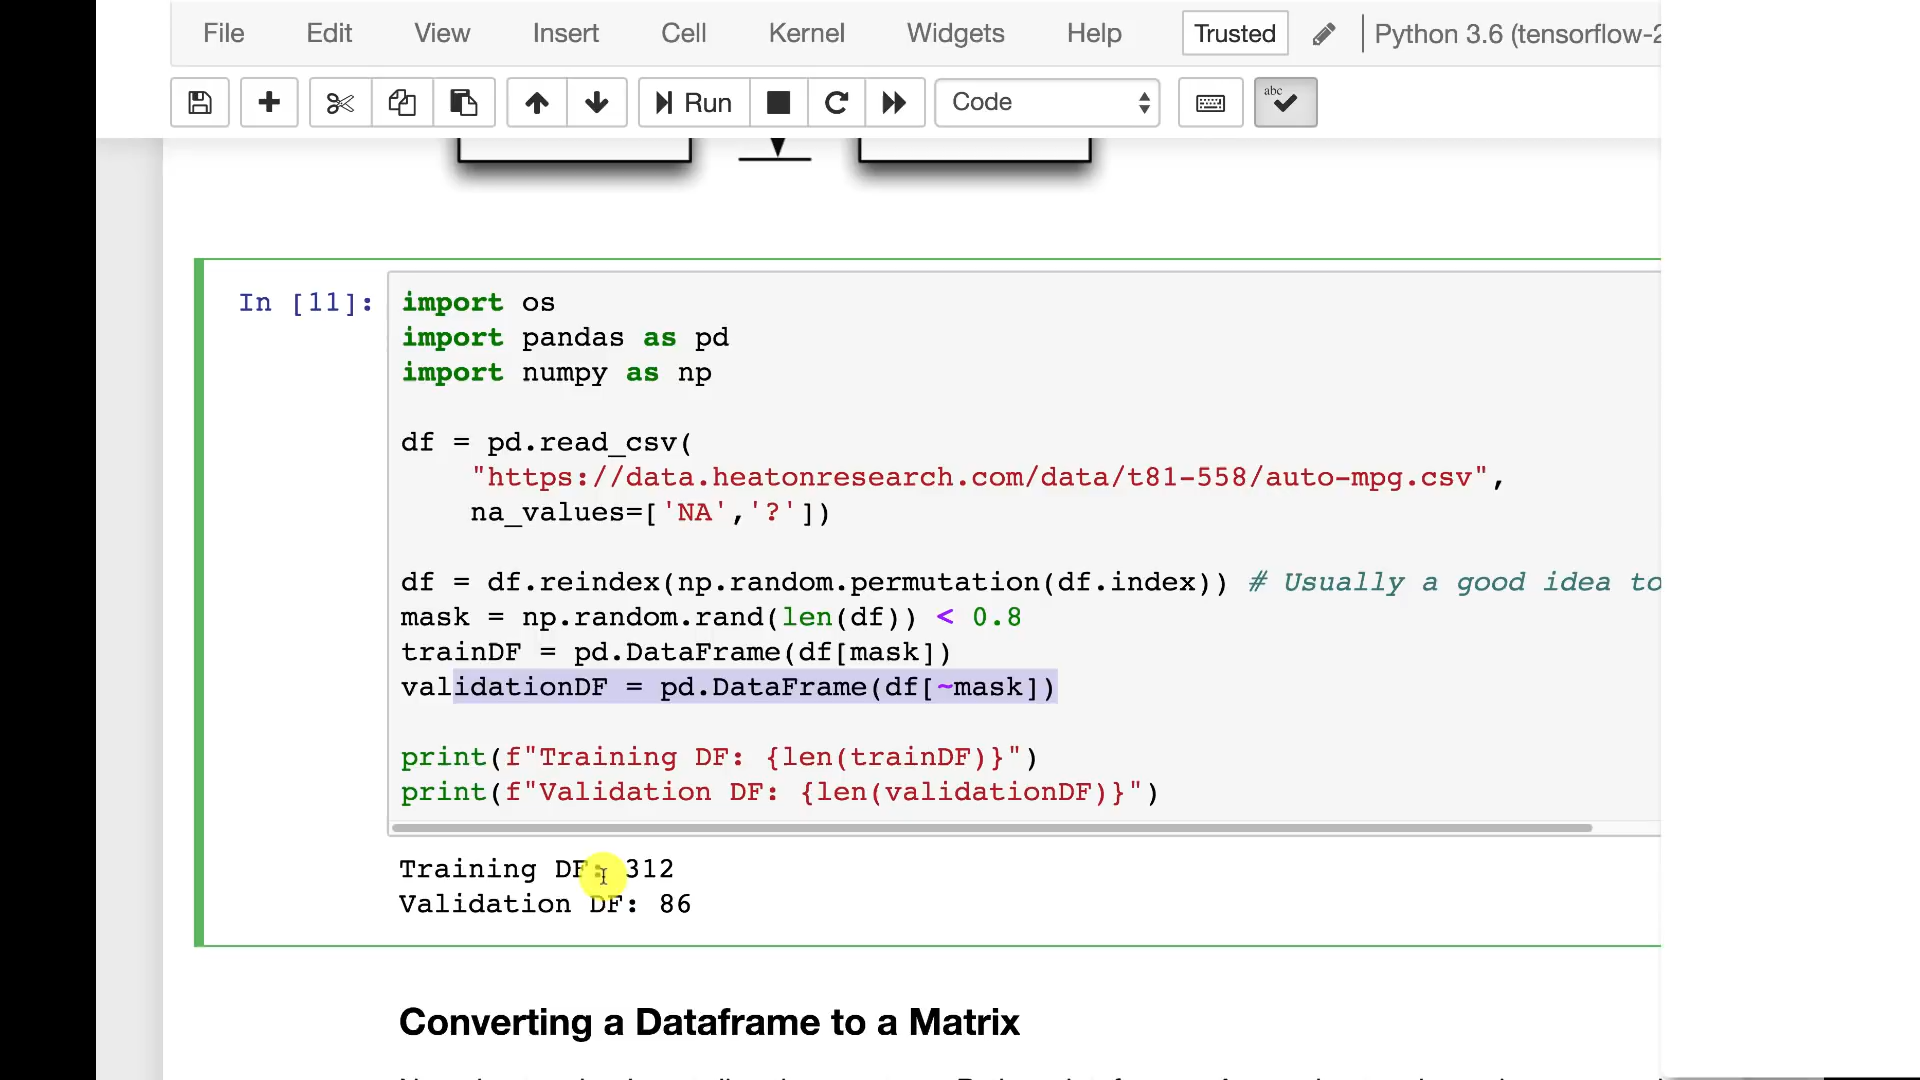 File Edit View Insert Cell Kernel Widgets Help Trusted Python 3.6 (tensorflow-2
Run Code abc
In [11]: import os
import pandas as pd
import numpy as np
df = pd.read_csv(
"https://data.heatonresearch.com/data/t81-558/auto-mpg.csv",
na_values=['NA','?'])
df = df.reindex(np.random.permutation(df.index)) # Usually a good idea to
mask = np.random.rand(len(df)) < 0.8
trainDF = pd.DataFrame(df[mask])
validationDF = pd.DataFrame(df[~mask])
print(f"Training DF: {len(trainDF)}")
print(f"Validation DF: {len(validationDF)}")
Training DF: 312
Validation DF: 86
Converting a Dataframe to a Matrix